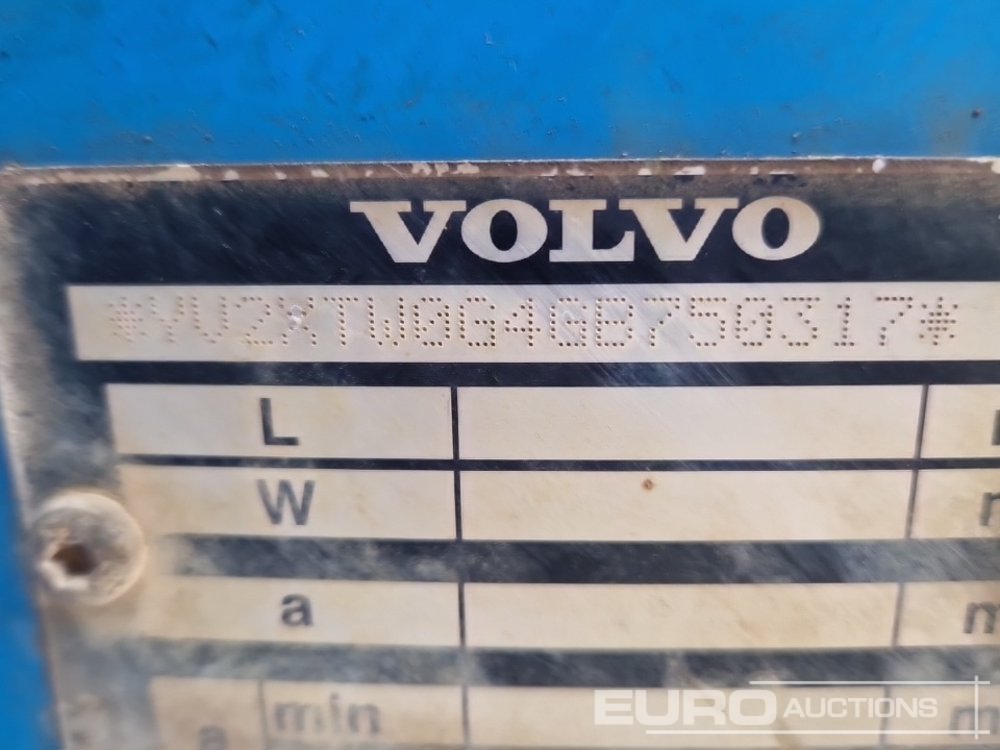 VOLVO
*YV2XTW0G4GB750317*
L
W
a m
a min m
EURO AUCTIONS